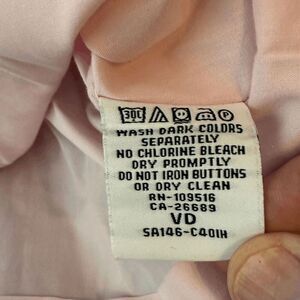 30C
WASH DARK COLORS
SEPARATELY
NO CHLORINE BLEACH
DRY PROMPTLY
DO NOT IRON BUTTONS
OR DRY CLEAN
RN-109516
CA-26689
VD
SA146-C401H